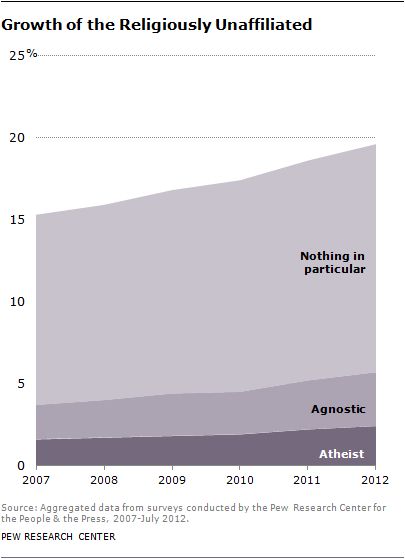 Growth of the Religiously Unaffiliated
25%
20
15
Nothing in
particular
10
5
Agnostic
Atheist
0
2007 2008 2009 2010 2011 2012
Source: Aggregated data from surveys conducted by the Pew Research Center for
the People & the Press, 2007-July 2012.
PEW RESEARCH CENTER